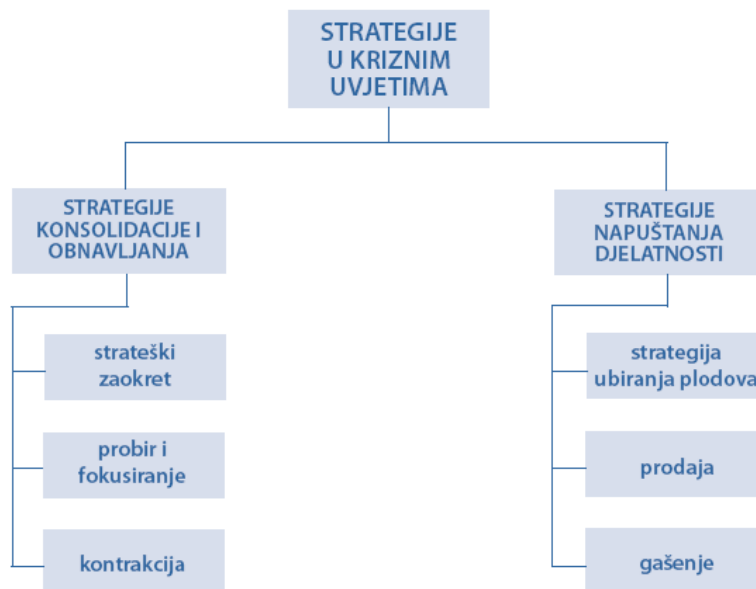 STRATEGIJE
U KRIZNIM
UVJETIMA
STRATEGIJE
KONSOLIDACIJE I
OBNAVLJANJA
strateški
zaokret
probir i
fokusiranje
kontrakcija
STRATEGIJE
NAPUŠTANJA
DJELATNOSTI
strategija
ubiranja plodova
prodaja
gašenje